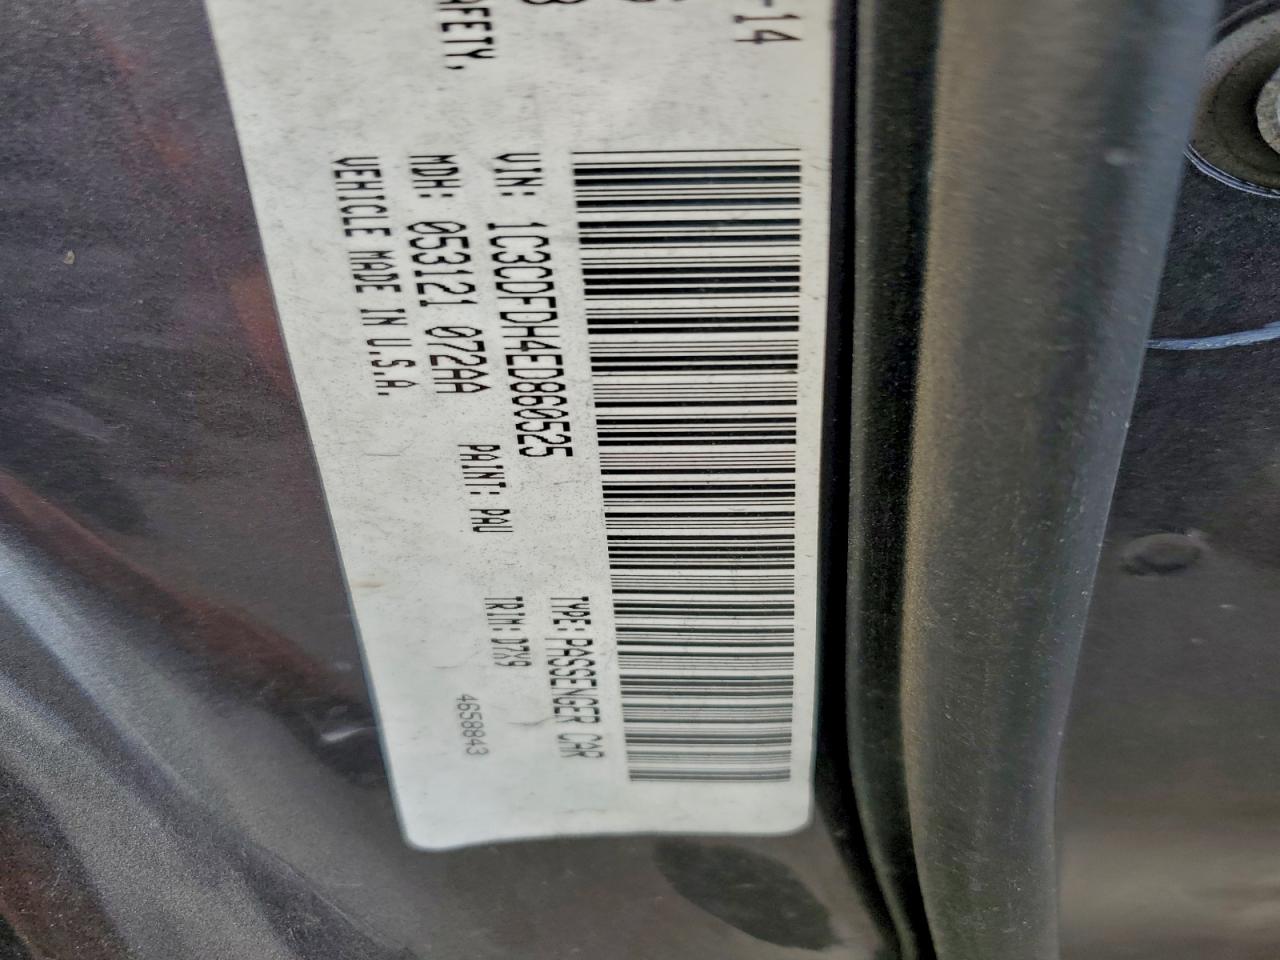 -14
AFETY,
VIN: 1C3CDFDH4ED860525
TYPE: PASSENGER CAR
MDH: 053121 072AA
PAINT: PAU
TRIM: D7X9
VEHICLE MADE IN U.S.A.
4658843